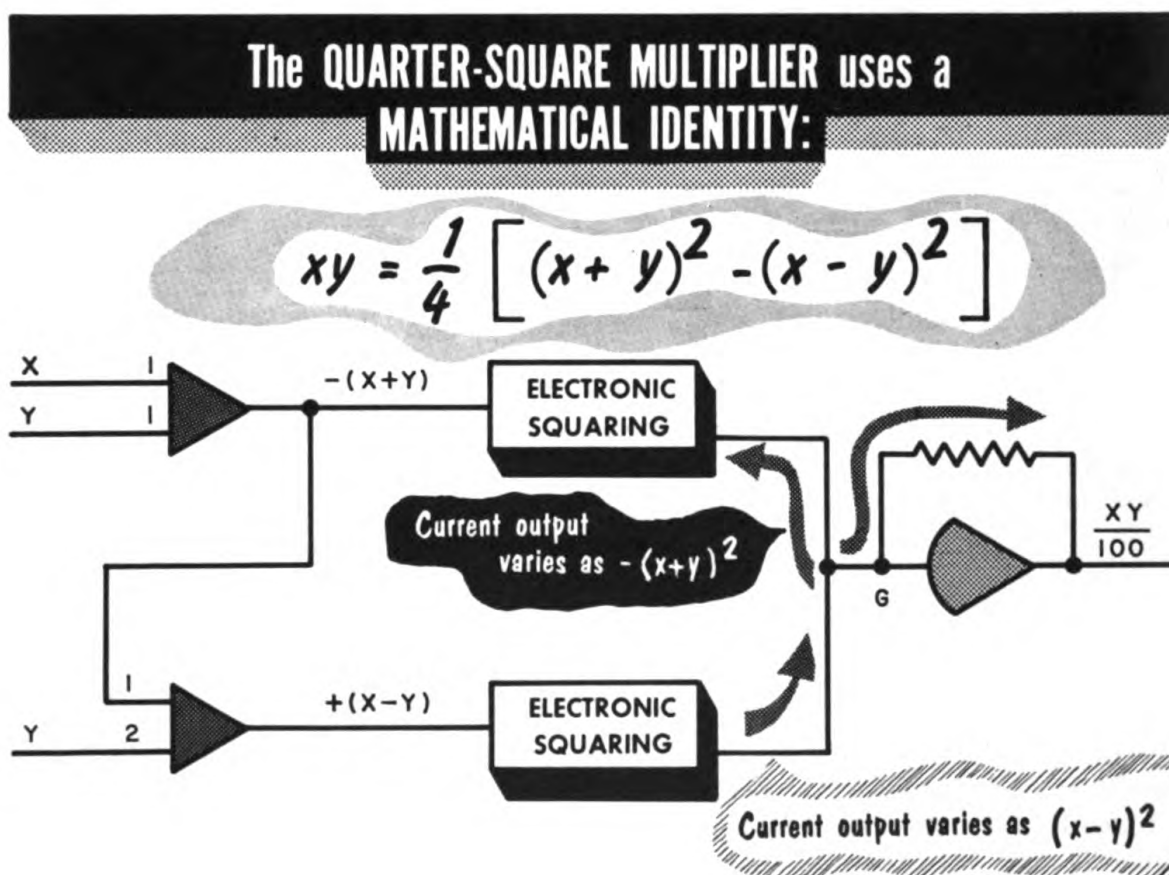 The QUARTER-SQUARE MULTIPLIER uses a
MATHEMATICAL IDENTITY:
xy = 1/4 [(x + y)² - (x - y)²]
X 1
Y 1
-(X+Y)
ELECTRONIC
SQUARING
Current output
varies as -(x+y)²
XY/100
G
1
Y 2
+(X-Y)
ELECTRONIC
SQUARING
Current output varies as (x-y)²